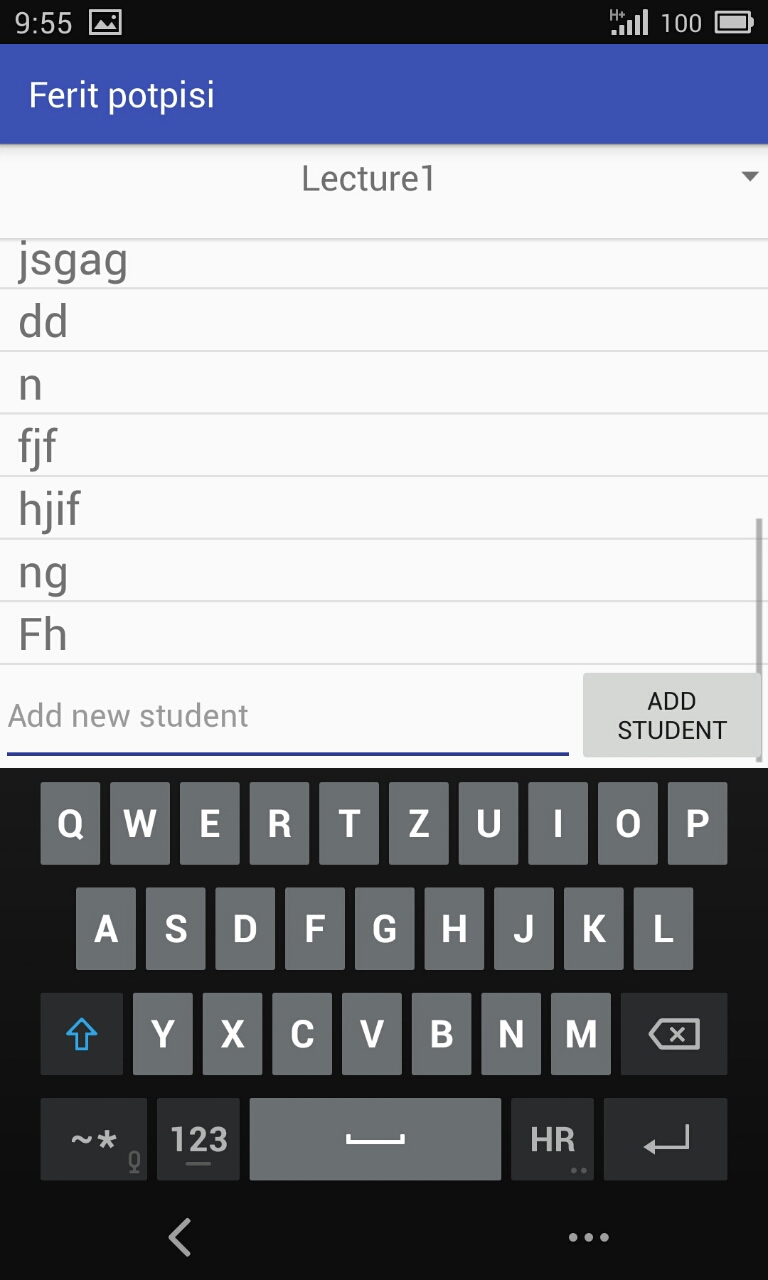 9:55 H+ 100
Ferit potpisi
Lecture1
jsgag
dd
n
fjf
hjif
ng
Fh
Add new student
ADD
STUDENT
Q W E R T Z U I O P
A S D F G H J K L
Y X C V B N M
~* 123 HR